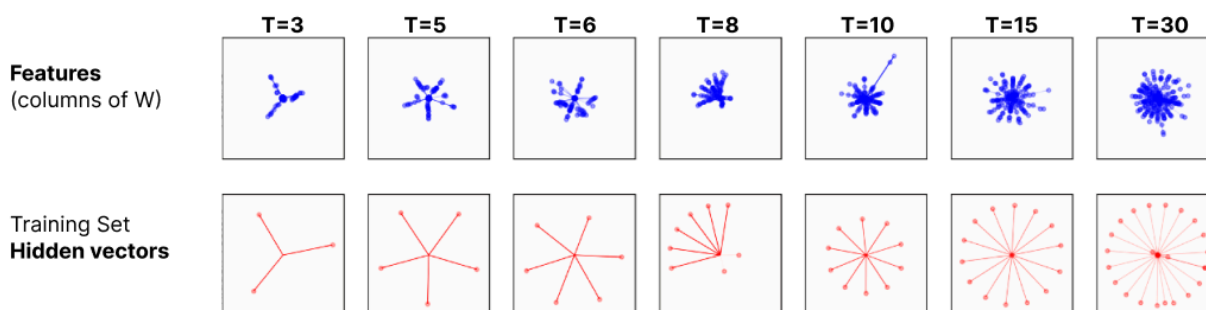 T=3 T=5 T=6 T=8 T=10 T=15 T=30
Features
(columns of W)
Training Set
Hidden vectors